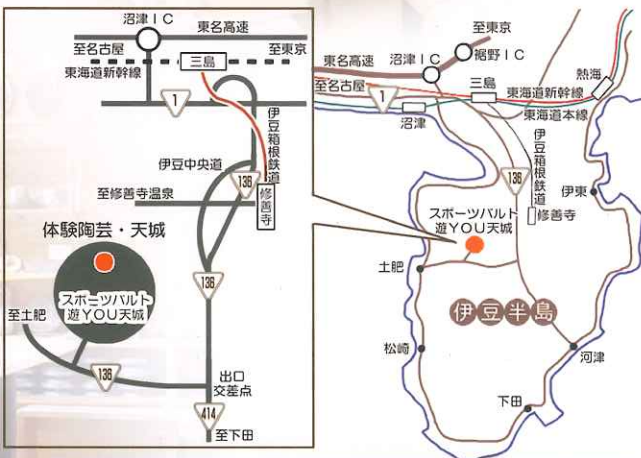 沼津IC
東名高速
至名古屋
至東京
東海道新幹線
三島
1
伊豆箱根鉄道
伊豆中央道
136
至修善寺温泉
修善寺
体験陶芸・天城
136
スポーツバルト
遊YOU天城
至土肥
136
出口
交差点
414
至下田
至東京
東名高速
沼津IC
裾野IC
至名古屋
1
三島
東海道新幹線
熱海
東海道本線
沼津
伊豆箱根鉄道
136
伊東
スポーツバルト
遊YOU天城
修善寺
土肥
伊豆半島
松崎
河津
下田